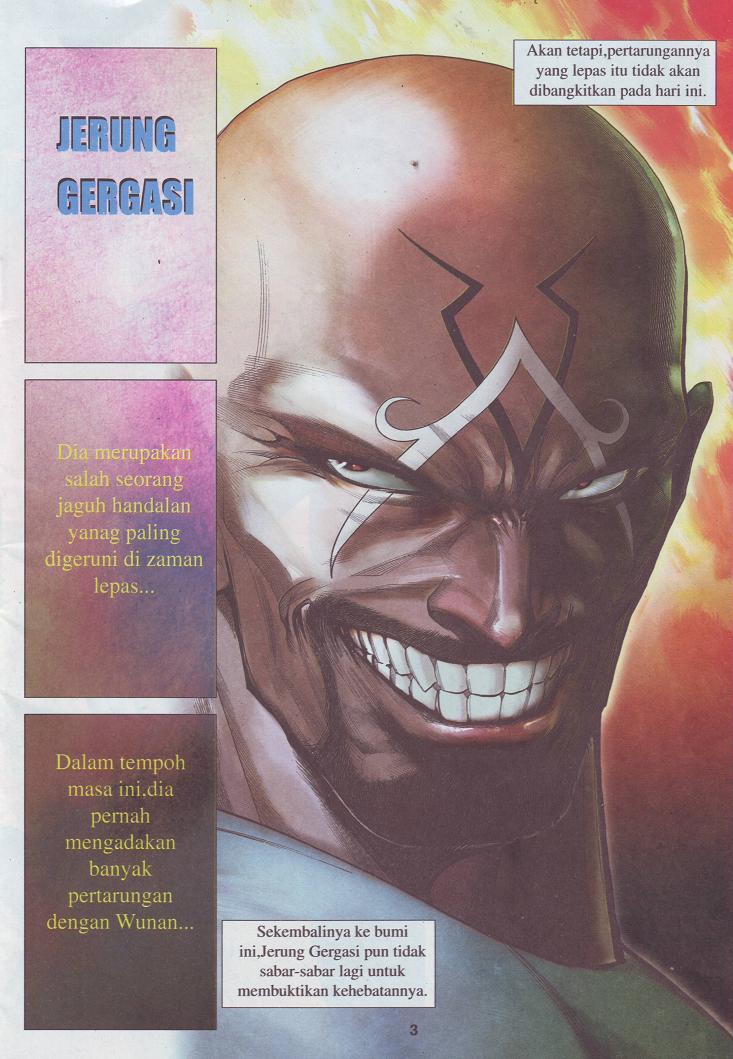 JERUNG
GERGASI
Dia merupakan
salah seorang
jaguh handalan
yanag paling
digeruni di zaman
lepas...
Dalam tempoh
masa ini,dia
pernah
mengadakan
banyak
pertarungan
dengan Wunan...
Akan tetapi,pertarungannya
yang lepas itu tidak akan
dibangkitkan pada hari ini.
Sekembalinya ke bumi
ini,Jerung Gergasi pun tidak
sabar-sabar lagi untuk
membuktikan kehebatannya.
3